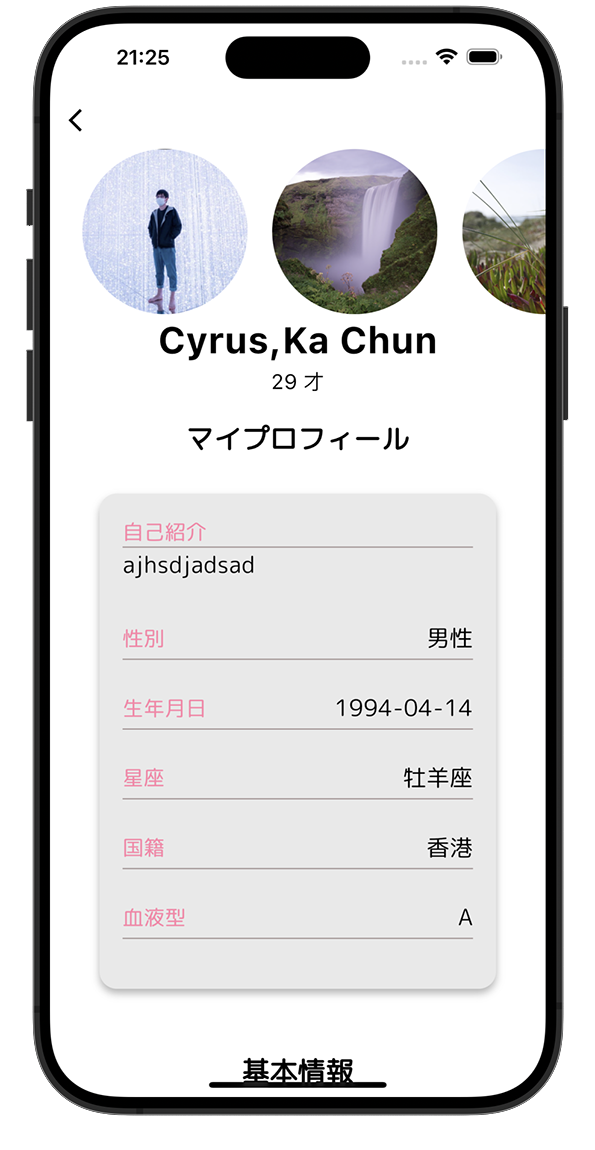 21:25
Cyrus,Ka Chun
29 才
マイプロフィール
自己紹介
ajhsdjadsad
性別 男性
生年月日 1994-04-14
星座 牡羊座
国籍 香港
血液型 A
基本情報